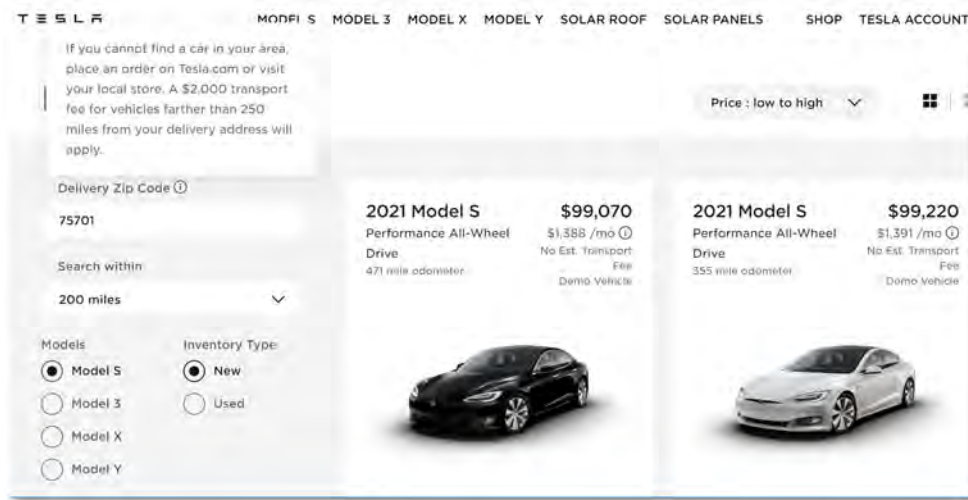 TESLA
MODEL S MODEL 3 MODEL X MODEL Y SOLAR ROOF SOLAR PANELS SHOP TESLA ACCOUNT
If you cannot find a car in your area,
place an order on Tesla.com or visit
your local store. A $2,000 transport
fee for vehicles farther than 250
miles from your delivery address will
apply.
Price : low to high
Delivery Zip Code
75701
Search within
200 miles
Models
Model S
Model 3
Model X
Model Y
Inventory Type
New
Used
2021 Model S $99,070
Performance All-Wheel $1,388 /mo
Drive No Est. Transport
Fee
471 mile odometer Demo Vehicle
2021 Model S $99,220
Performance All-Wheel $1,391 /mo
Drive No Est. Transport
Fee
355 mile odometer Demo Vehicle